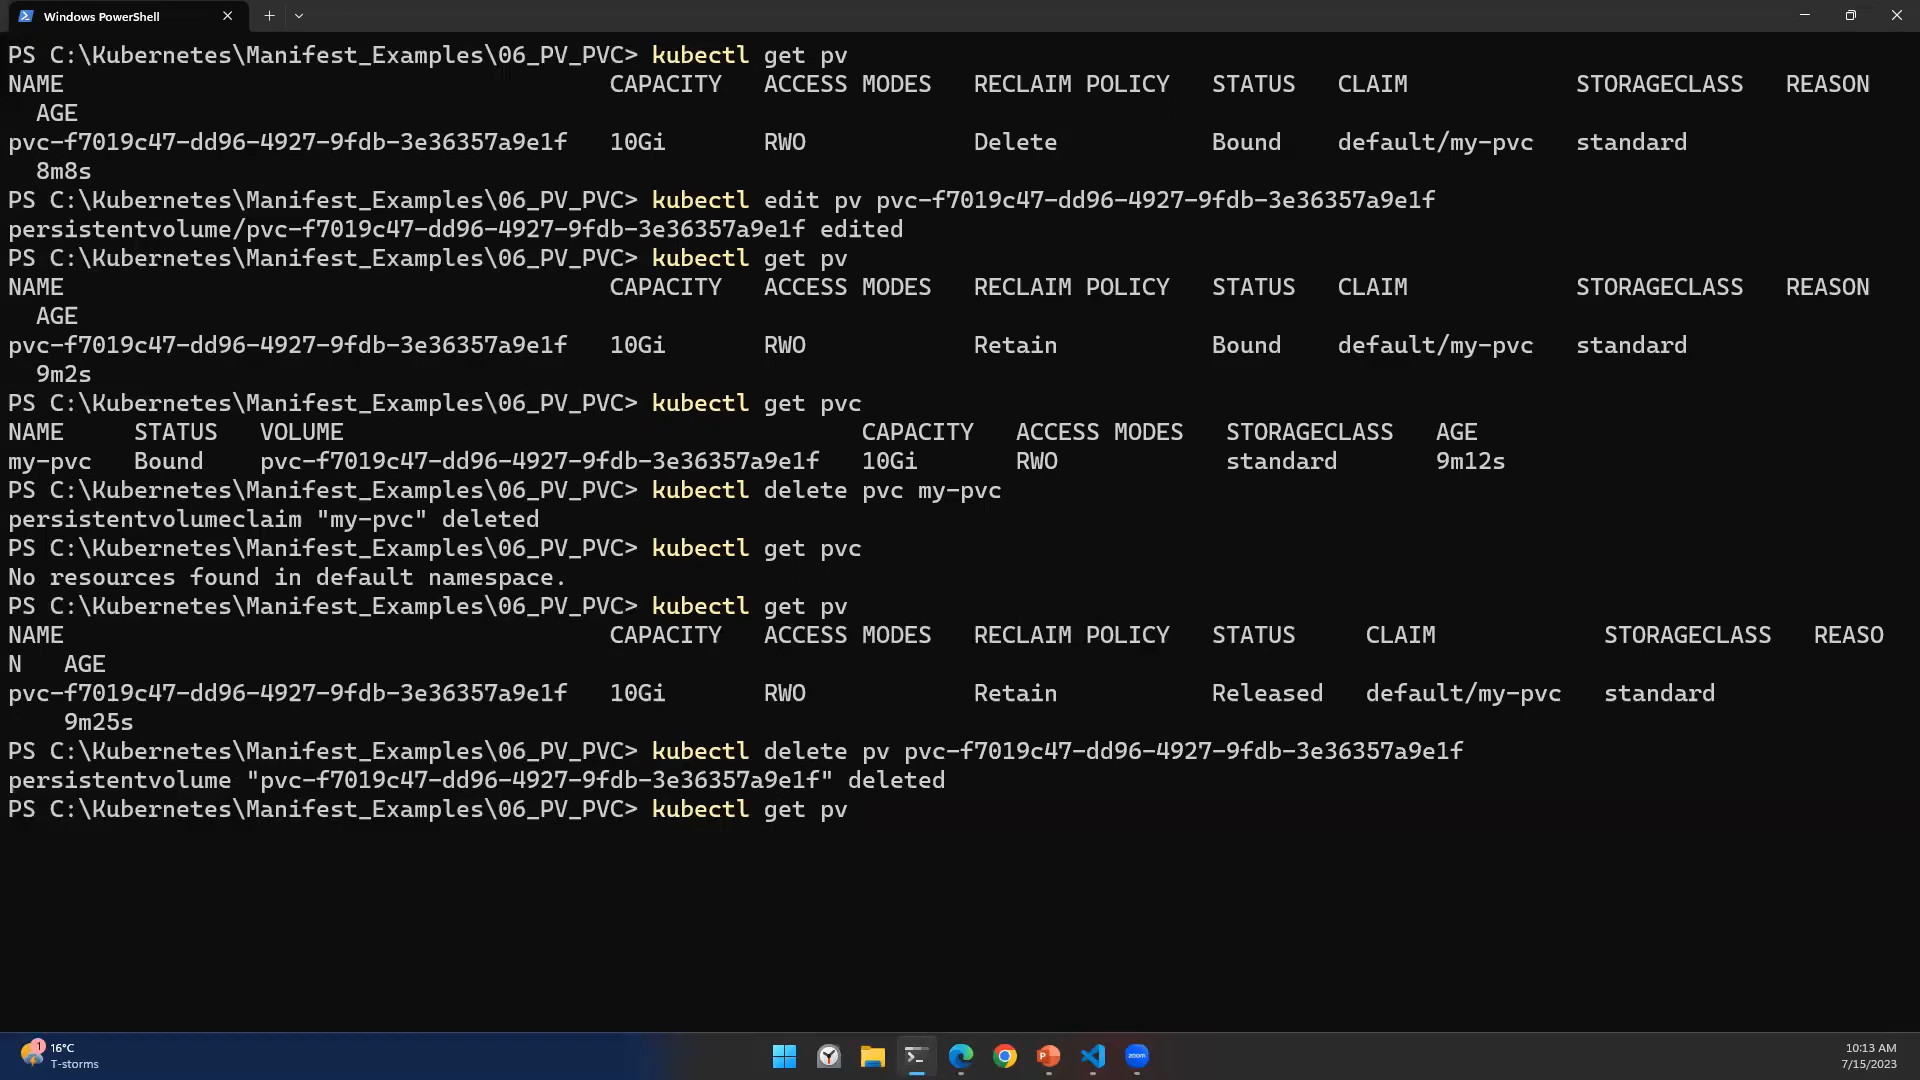 Windows PowerShell
PS C:\Kubernetes\Manifest_Examples\06_PV_PVC> kubectl get pv
NAME CAPACITY ACCESS MODES RECLAIM POLICY STATUS CLAIM STORAGECLASS REASON
AGE
pvc-f7019c47-dd96-4927-9fdb-3e36357a9e1f 10Gi RWO Delete Bound default/my-pvc standard
8m8s
PS C:\Kubernetes\Manifest_Examples\06_PV_PVC> kubectl edit pv pvc-f7019c47-dd96-4927-9fdb-3e36357a9e1f
persistentvolume/pvc-f7019c47-dd96-4927-9fdb-3e36357a9e1f edited
PS C:\Kubernetes\Manifest_Examples\06_PV_PVC> kubectl get pv
NAME CAPACITY ACCESS MODES RECLAIM POLICY STATUS CLAIM STORAGECLASS REASON
AGE
pvc-f7019c47-dd96-4927-9fdb-3e36357a9e1f 10Gi RWO Retain Bound default/my-pvc standard
9m2s
PS C:\Kubernetes\Manifest_Examples\06_PV_PVC> kubectl get pvc
NAME STATUS VOLUME CAPACITY ACCESS MODES STORAGECLASS AGE
my-pvc Bound pvc-f7019c47-dd96-4927-9fdb-3e36357a9e1f 10Gi RWO standard 9m12s
PS C:\Kubernetes\Manifest_Examples\06_PV_PVC> kubectl delete pvc my-pvc
persistentvolumeclaim "my-pvc" deleted
PS C:\Kubernetes\Manifest_Examples\06_PV_PVC> kubectl get pvc
No resources found in default namespace.
PS C:\Kubernetes\Manifest_Examples\06_PV_PVC> kubectl get pv
NAME CAPACITY ACCESS MODES RECLAIM POLICY STATUS CLAIM STORAGECLASS REASO
N AGE
pvc-f7019c47-dd96-4927-9fdb-3e36357a9e1f 10Gi RWO Retain Released default/my-pvc standard
9m25s
PS C:\Kubernetes\Manifest_Examples\06_PV_PVC> kubectl delete pv pvc-f7019c47-dd96-4927-9fdb-3e36357a9e1f
persistentvolume "pvc-f7019c47-dd96-4927-9fdb-3e36357a9e1f" deleted
PS C:\Kubernetes\Manifest_Examples\06_PV_PVC> kubectl get pv
1
16°C
T-storms
P
zoom
10:13 AM
7/15/2023